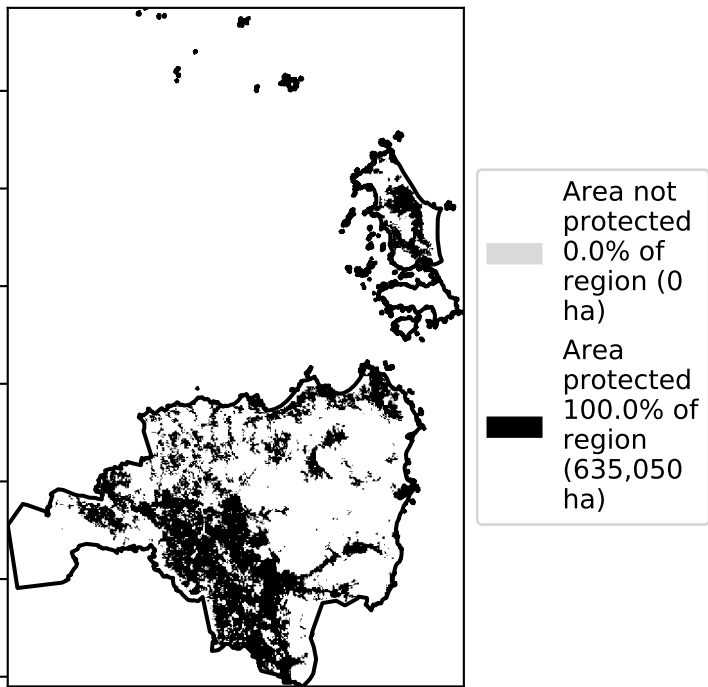 Area not
protected
0.0% of
region (0
ha)
Area
protected
100.0% of
region
(635,050
ha)